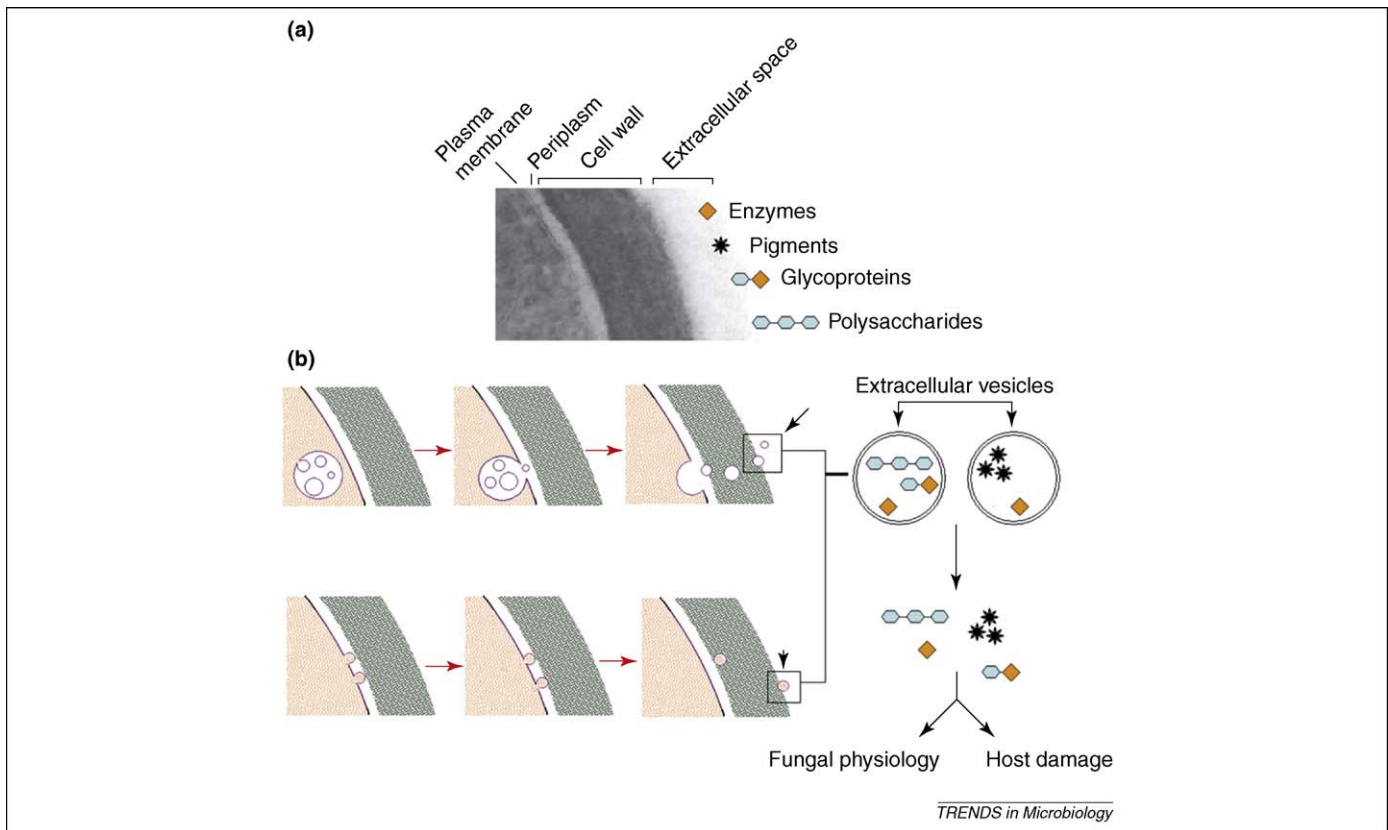 (a)
Plasma
membrane
Periplasm
Cell wall
Extracellular space
Enzymes
Pigments
Glycoproteins
Polysaccharides
(b)
Extracellular vesicles
Fungal physiology
Host damage
TRENDS in Microbiology